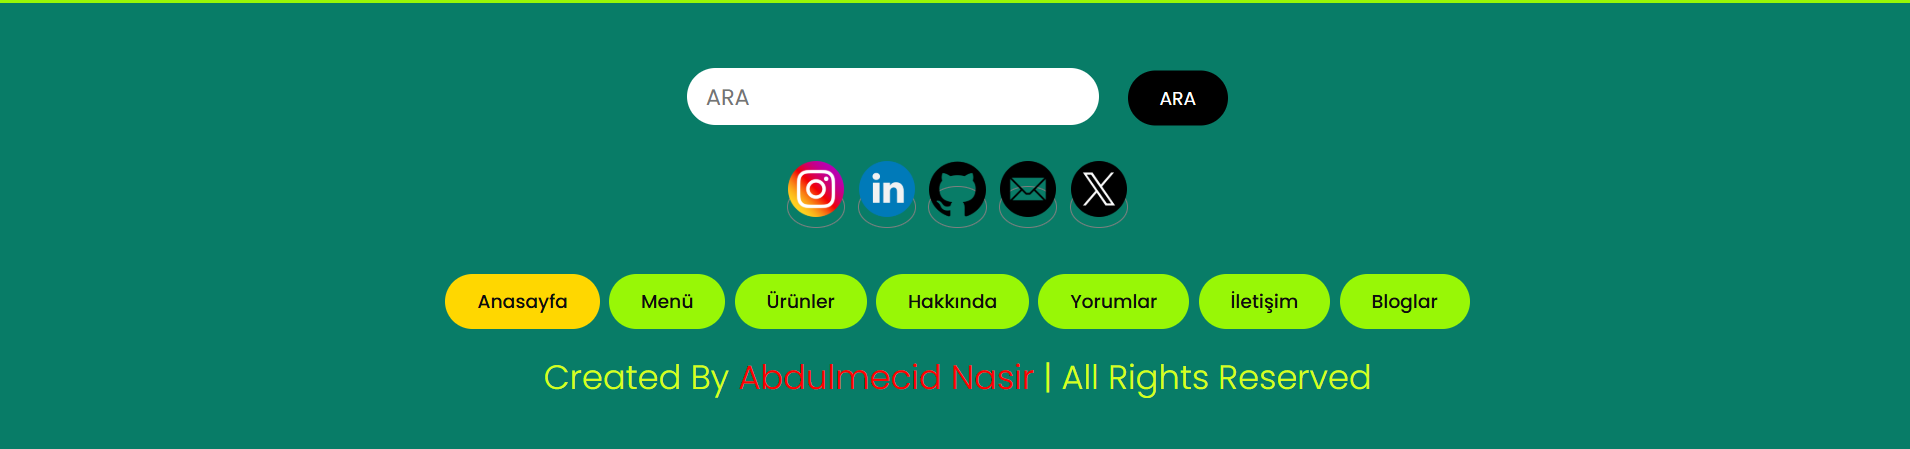 ARA ARA
in
Anasayfa Menü Ürünler Hakkında Yorumlar İletişim Bloglar
Created By Abdulmecid Nasir | All Rights Reserved